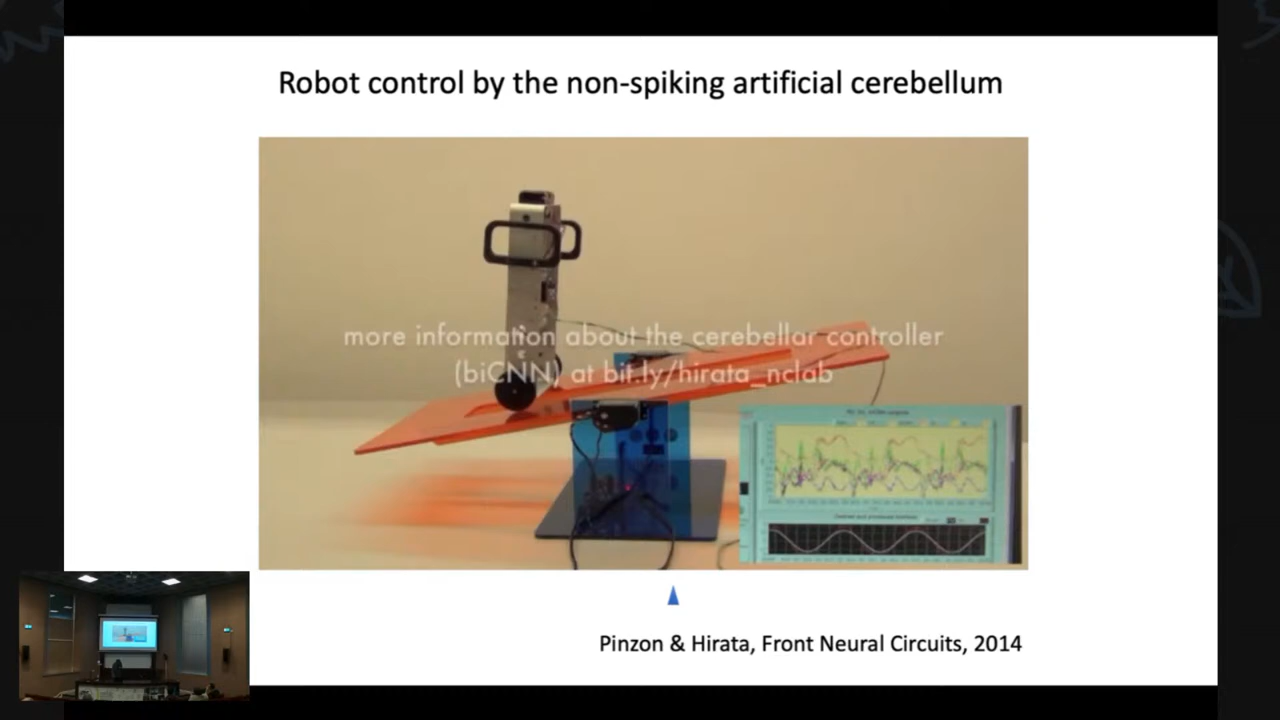 Robot control by the non-spiking artificial cerebellum
more information about the cerebellar controller
(biCNN) at bit.ly/hirata_nclab
Pinzon & Hirata, Front Neural Circuits, 2014